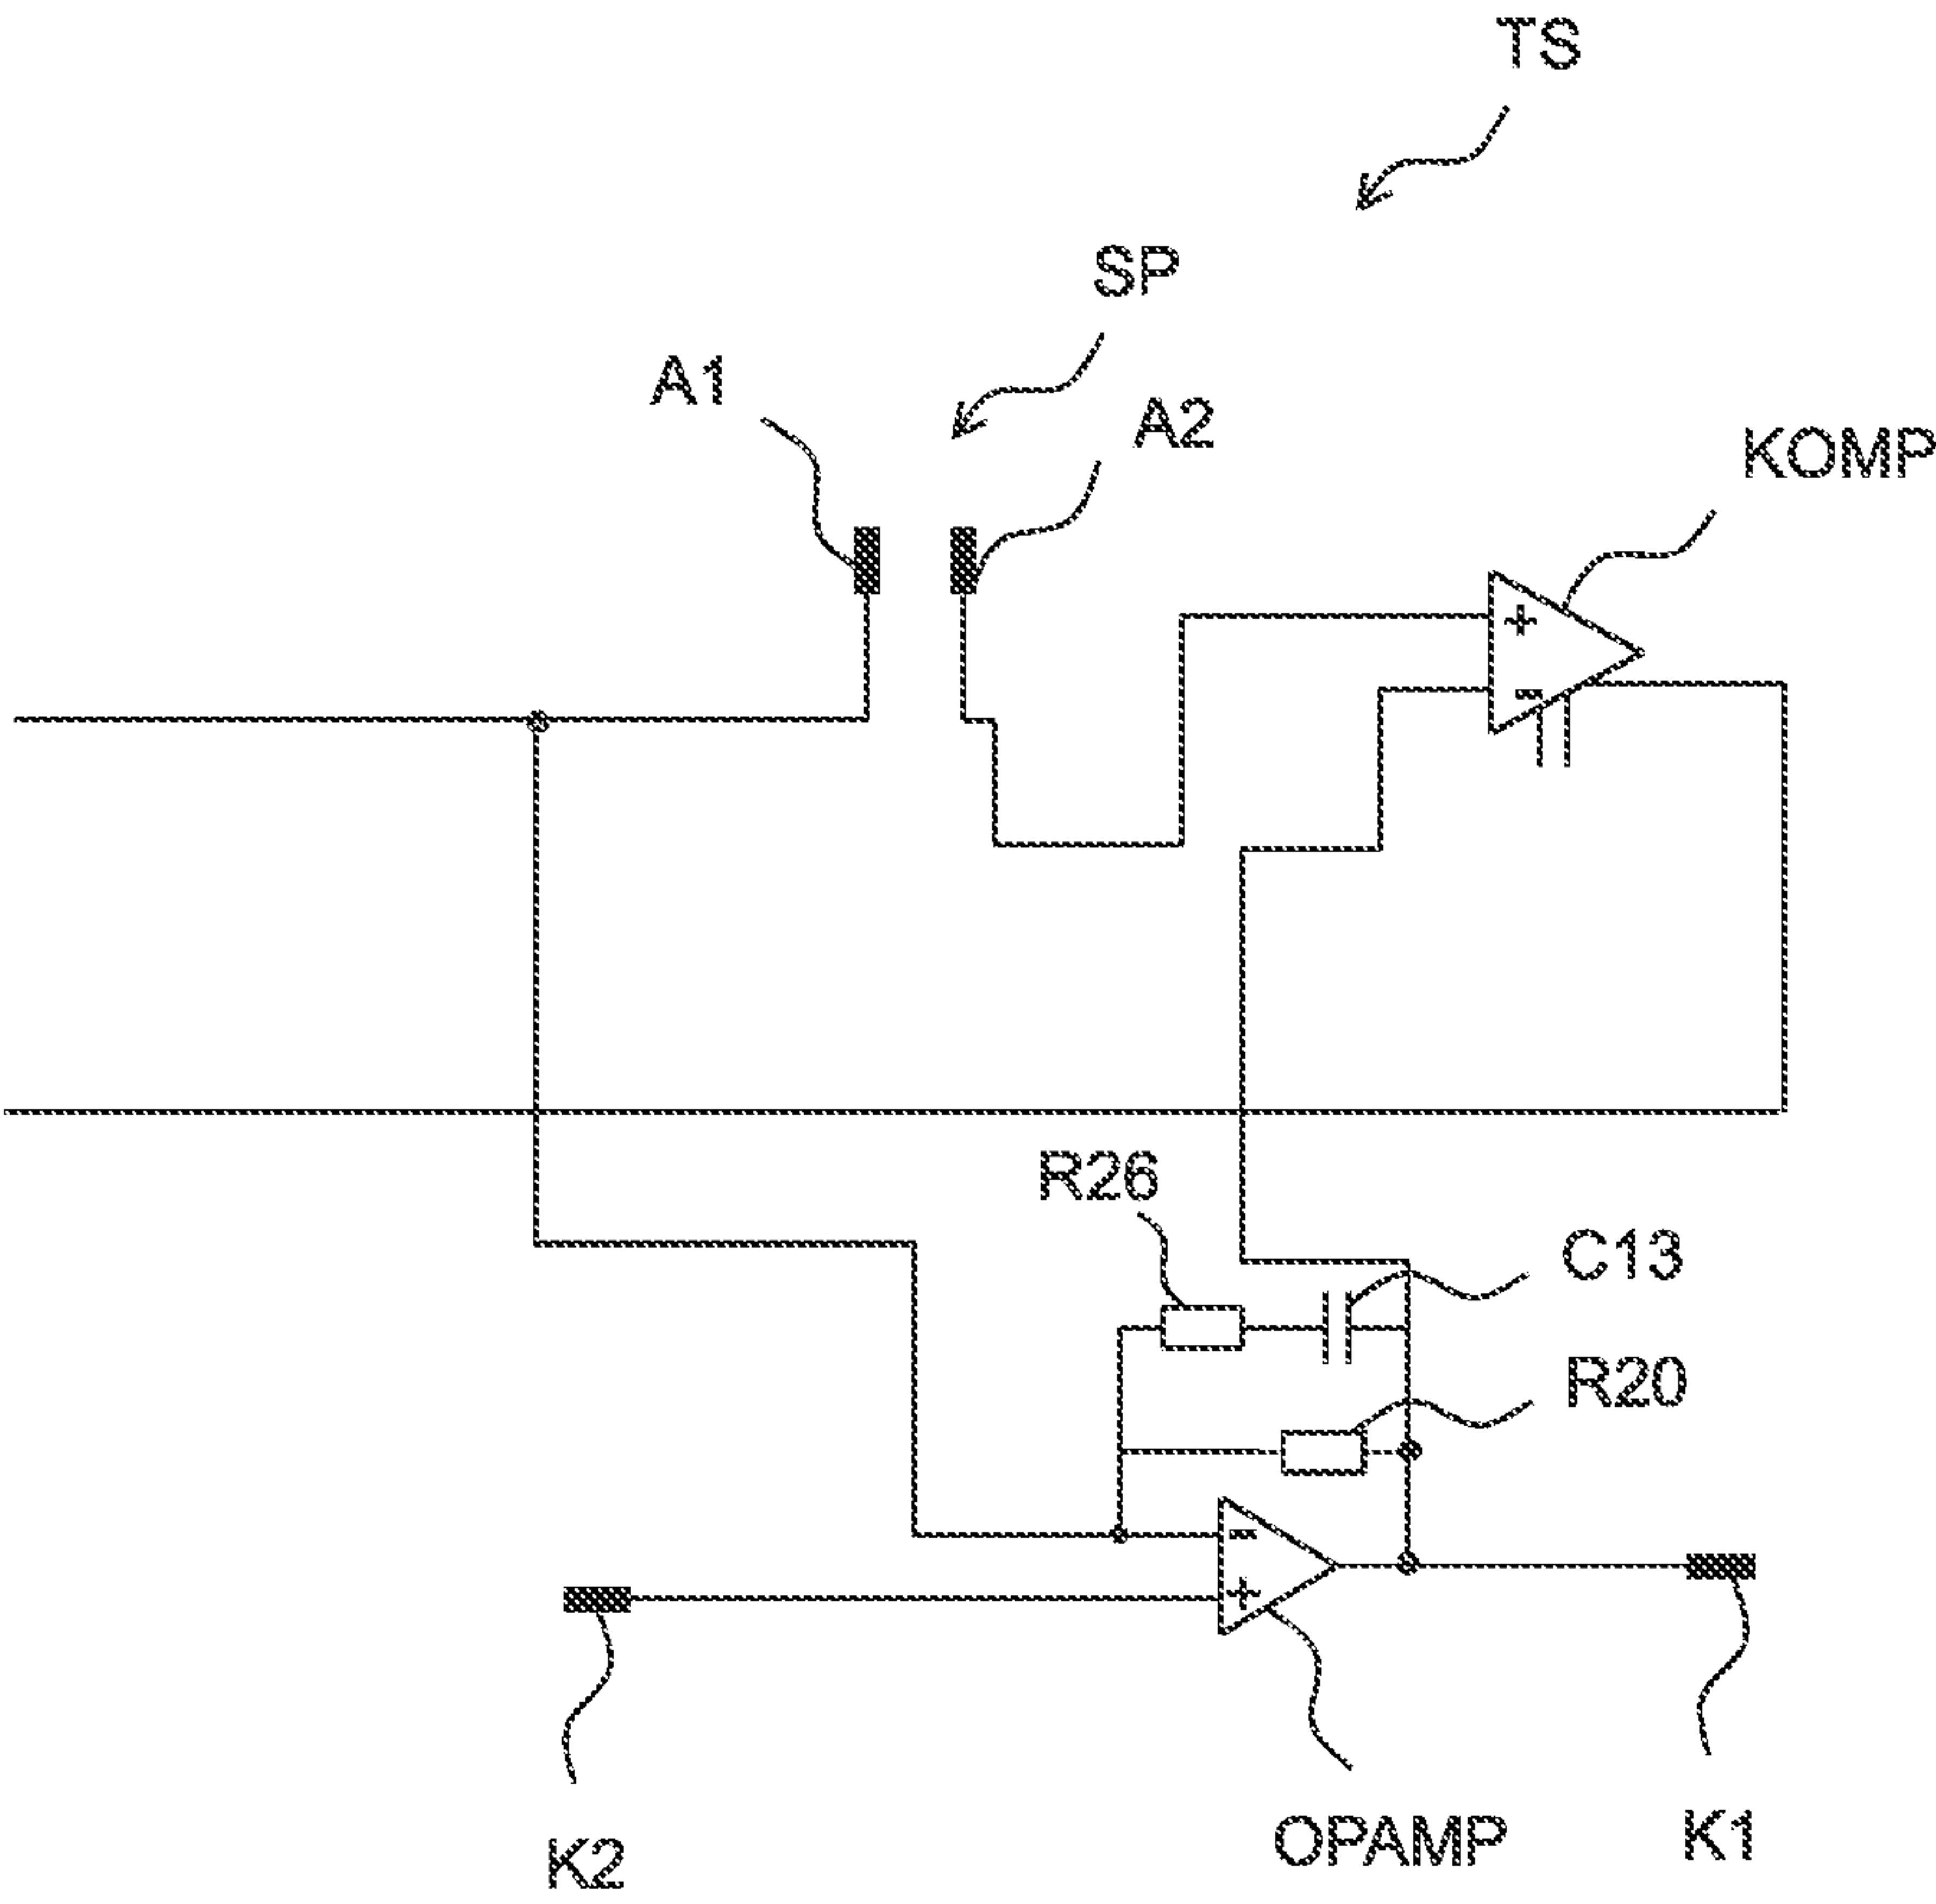 TS
SP
A1
A2
KOMP
+
-
R26
C13
R20
-
+
K2
OPAMP
K1